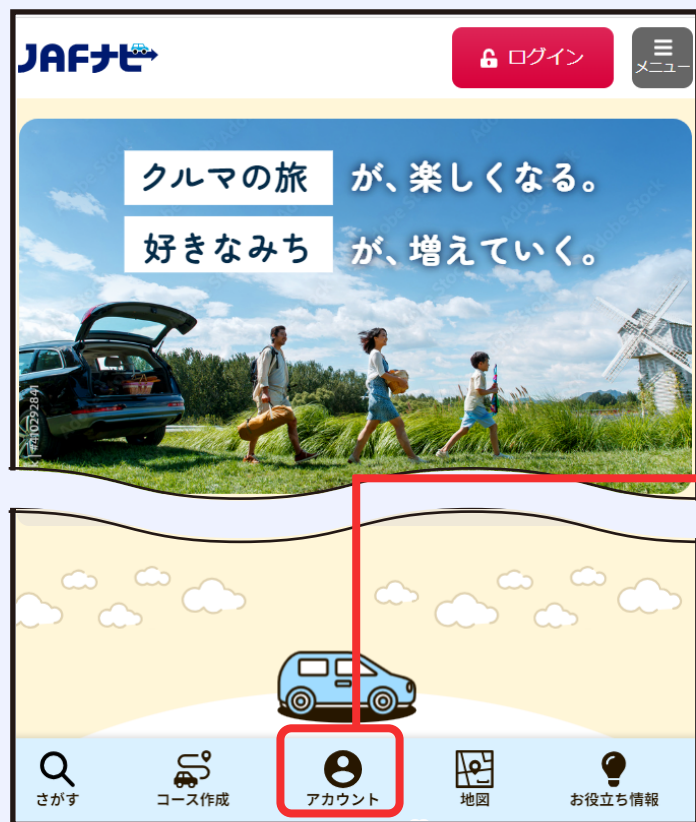 JAFナビ
ログイン
メニュー
クルマの旅 が、楽しくなる。
好きなみち が、増えていく。
#410292841
さがす
コース作成
アカウント
地図
お役立ち情報